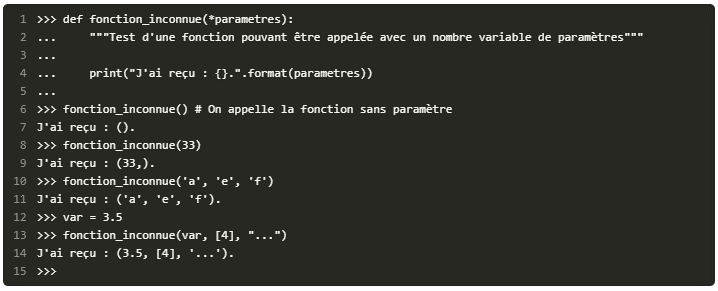 1 >>> def fonction_inconnue(*parametres):
2 ...     """Test d'une fonction pouvant être appelée avec un nombre variable de paramètres"""
3 ...
4 ...     print("J'ai reçu : {}.".format(parametres))
5 ...
6 >>> fonction_inconnue() # On appelle la fonction sans paramètre
7 J'ai reçu : ().
8 >>> fonction_inconnue(33)
9 J'ai reçu : (33,).
10 >>> fonction_inconnue('a', 'e', 'f')
11 J'ai reçu : ('a', 'e', 'f').
12 >>> var = 3.5
13 >>> fonction_inconnue(var, [4], "...")
14 J'ai reçu : (3.5, [4], '...').
15 >>>